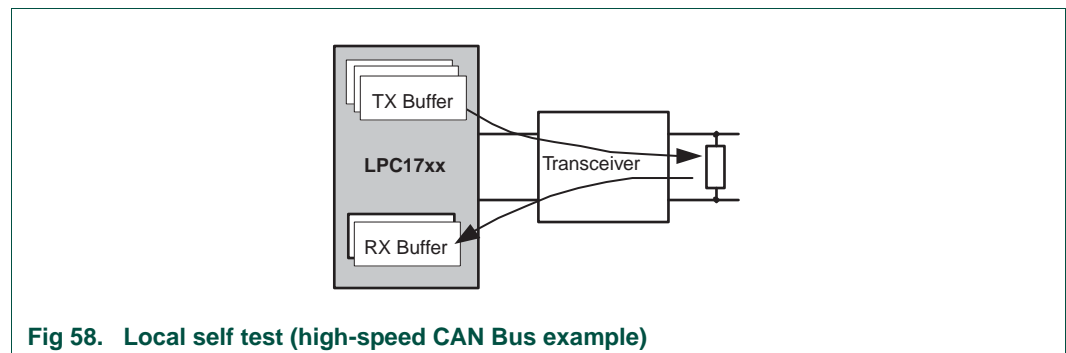 TX Buffer
Transceiver
LPC17xx
RX Buffer
Fig 58. Local self test (high-speed CAN Bus example)